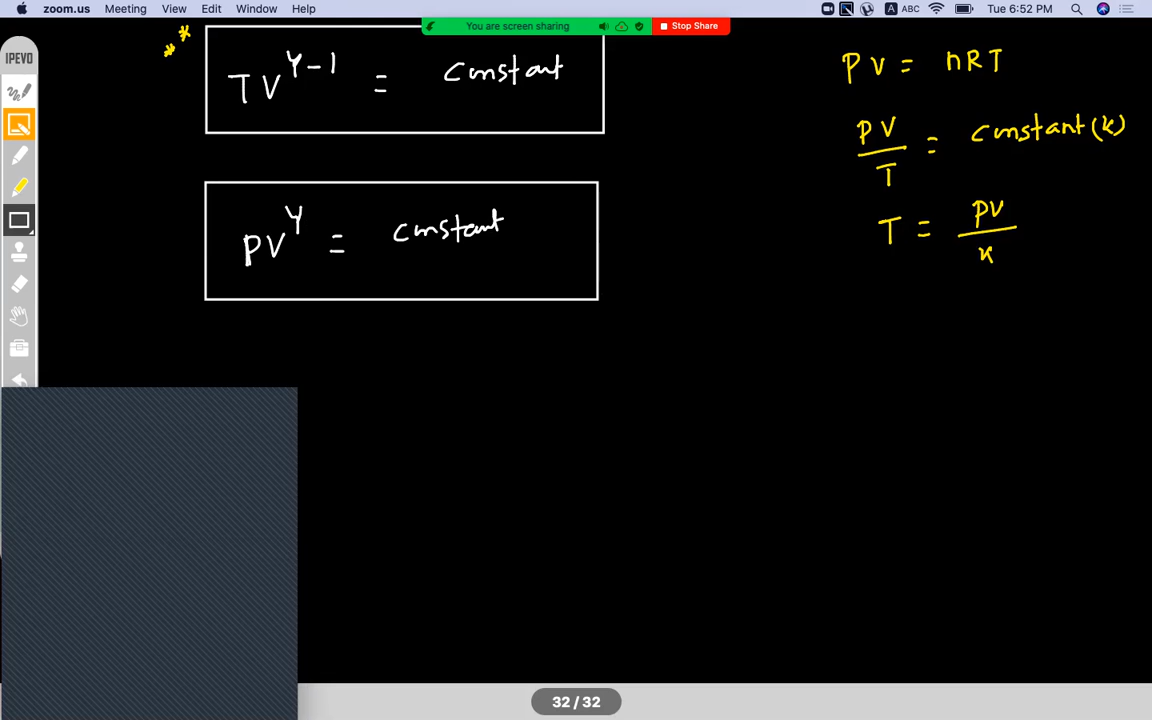 zoom.us Meeting View Edit Window Help
ABC Tue 6:52 PM
You are screen sharing Stop Share
IPEVO
TV^γ-1 = constant
PV^γ = constant
PV = nRT
PV/T = constant (k)
T = PV/k
32 / 32